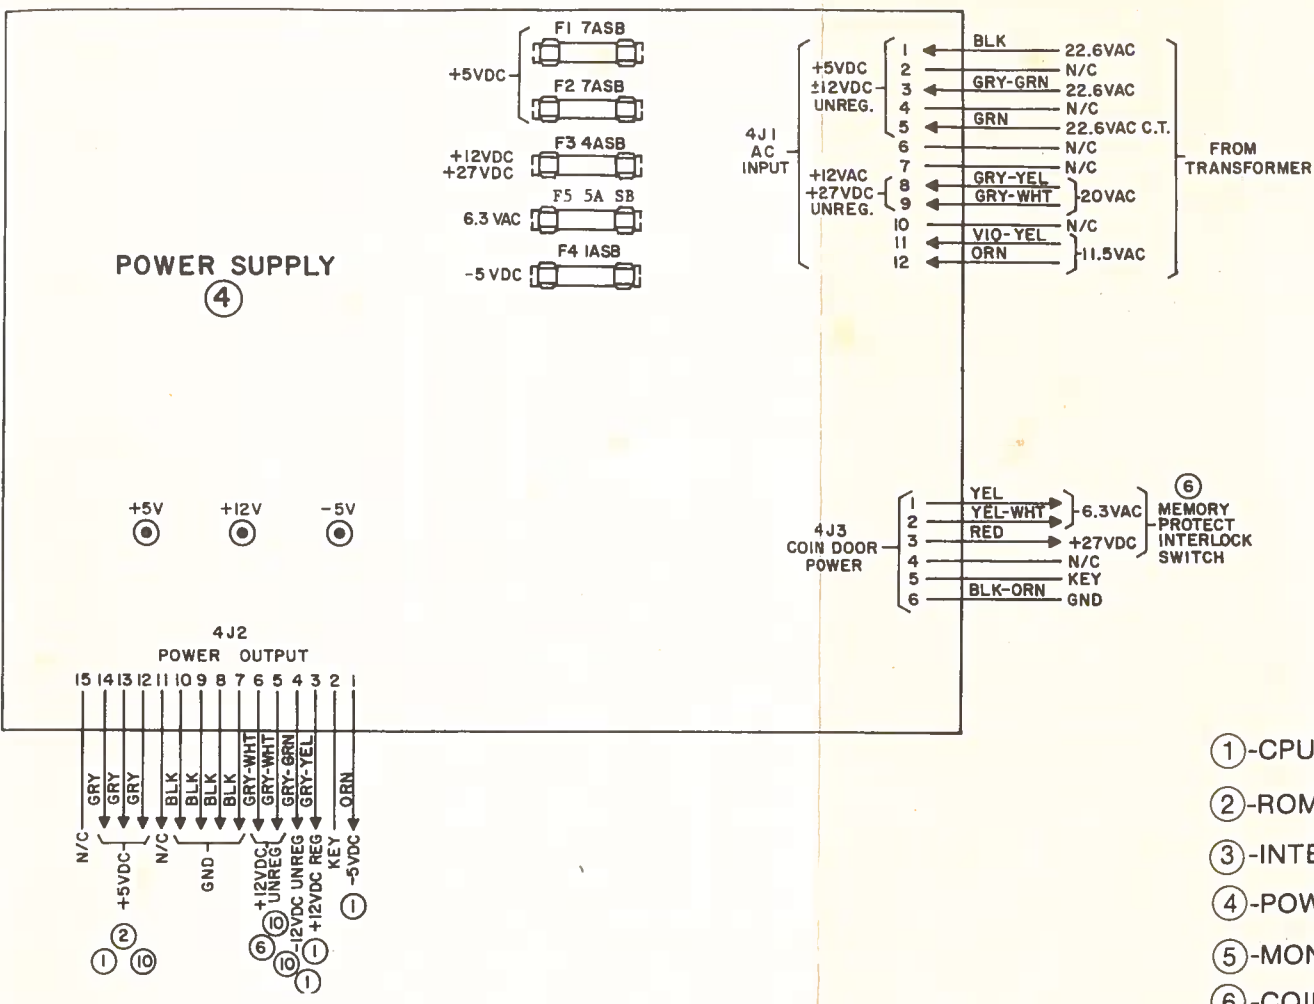 F1 7ASB
F2 7ASB
+5VDC
F3 4ASB
+12VDC
+27VDC
F5 5A SB
6.3 VAC
F4 1ASB
-5 VDC
POWER SUPPLY
4
4J1
AC
INPUT
+5VDC
±12VDC
UNREG.
+12VAC
+27VDC
UNREG.
1 BLK 22.6VAC
2 N/C
3 GRY-GRN 22.6VAC
4 N/C
5 GRN 22.6VAC C.T.
6 N/C
7 N/C
8 GRY-YEL
9 GRY-WHT
20VAC
10 N/C
11 VIO-YEL
12 ORN
11.5VAC
FROM
TRANSFORMER
+5V
+12V
-5V
4J3
COIN DOOR
POWER
1 YEL
2 YEL-WHT
6.3VAC
3 RED +27VDC
4 N/C
5 KEY
6 BLK-ORN GND
6
MEMORY
PROTECT
INTERLOCK
SWITCH
4J2
POWER OUTPUT
15 14 13 12 11 10 9 8 7 6 5 4 3 2 1
GRY
GRY
GRY
BLK
BLK
BLK
BLK
GRY-WHT
GRY-WHT
GRY-GRN
GRY-YEL
ORN
N/C
+5VDC
N/C
GND
+12VDC
UNREG
-12VDC UNREG
+12VDC REG
KEY
-5VDC
1
2
10
6
10
10
1
1
1
1-CPU
2-ROM
3-INTE
4-POW
5-MON
6-COI